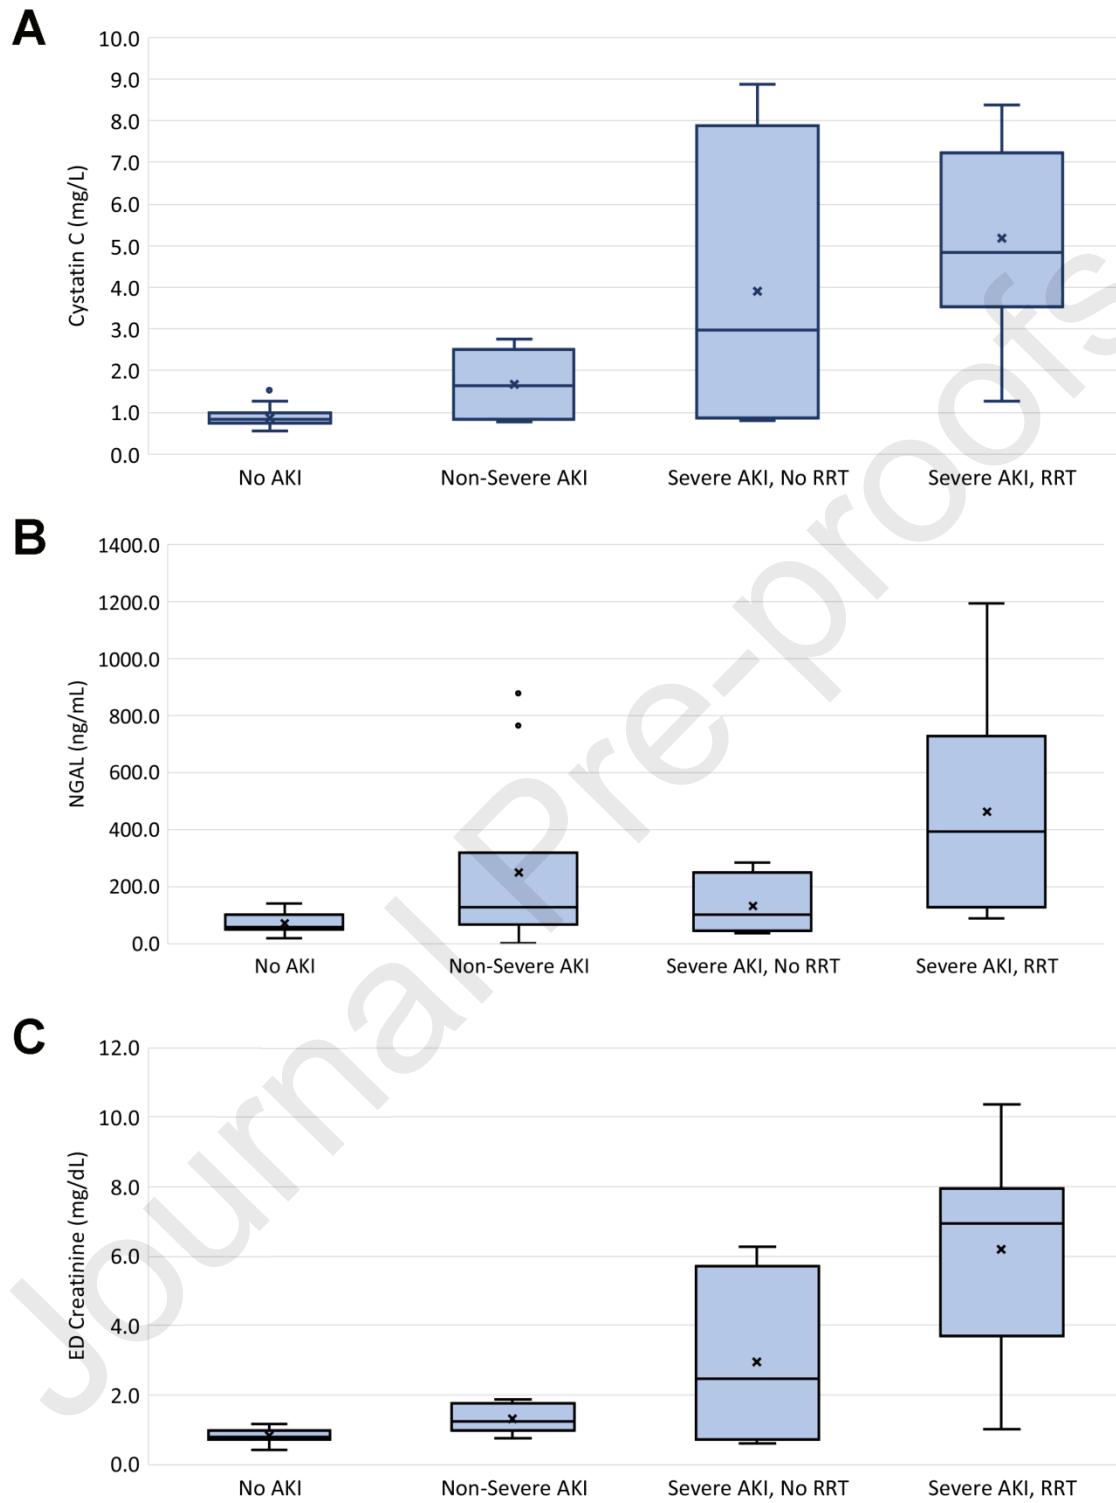 A
10.0
9.0
8.0
7.0
6.0
5.0
4.0
3.0
2.0
1.0
0.0
Cystatin C (mg/L)
No AKI Non-Severe AKI Severe AKI, No RRT Severe AKI, RRT
B
1400.0
1200.0
1000.0
800.0
600.0
400.0
200.0
0.0
NGAL (ng/mL)
No AKI Non-Severe AKI Severe AKI, No RRT Severe AKI, RRT
C
12.0
10.0
8.0
6.0
4.0
2.0
0.0
ED Creatinine (mg/dL)
No AKI Non-Severe AKI Severe AKI, No RRT Severe AKI, RRT
Journal Pre-proofs